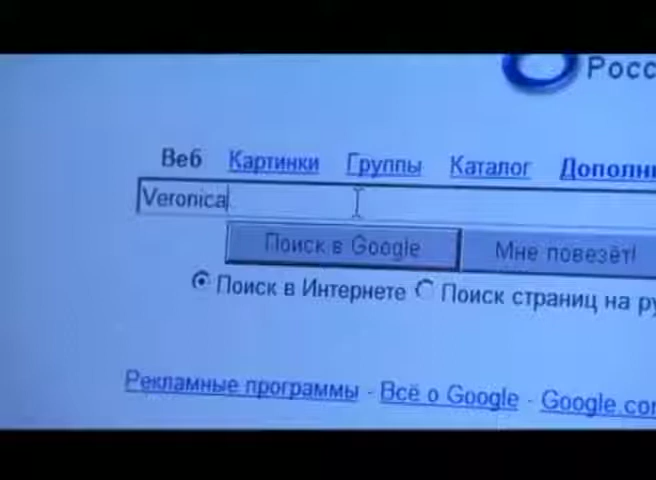 Росс
Веб Картинки Группы Каталог Дополни
Veronica
Поиск в Google Мне повезёт!
Поиск в Интернете Поиск страниц на ру
Рекламные программы - Всё о Google - Google.com